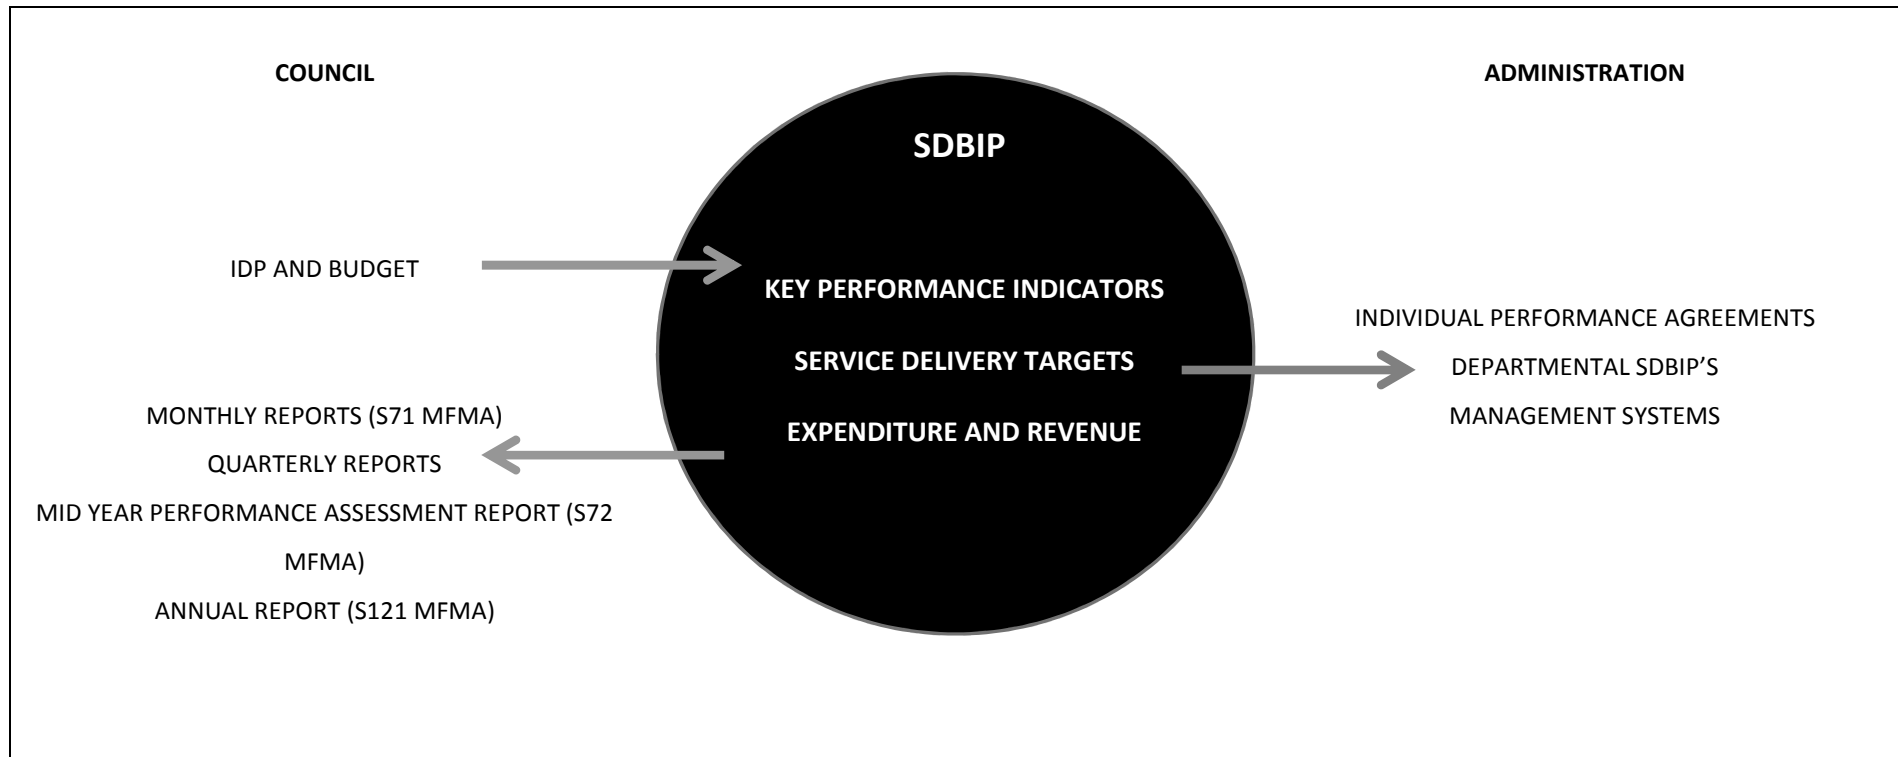 COUNCIL
ADMINISTRATION
SDBIP
IDP AND BUDGET
KEY PERFORMANCE INDICATORS
SERVICE DELIVERY TARGETS
EXPENDITURE AND REVENUE
INDIVIDUAL PERFORMANCE AGREEMENTS
DEPARTMENTAL SDBIP’S
MANAGEMENT SYSTEMS
MONTHLY REPORTS (S71 MFMA)
QUARTERLY REPORTS
MID YEAR PERFORMANCE ASSESSMENT REPORT (S72
MFMA)
ANNUAL REPORT (S121 MFMA)